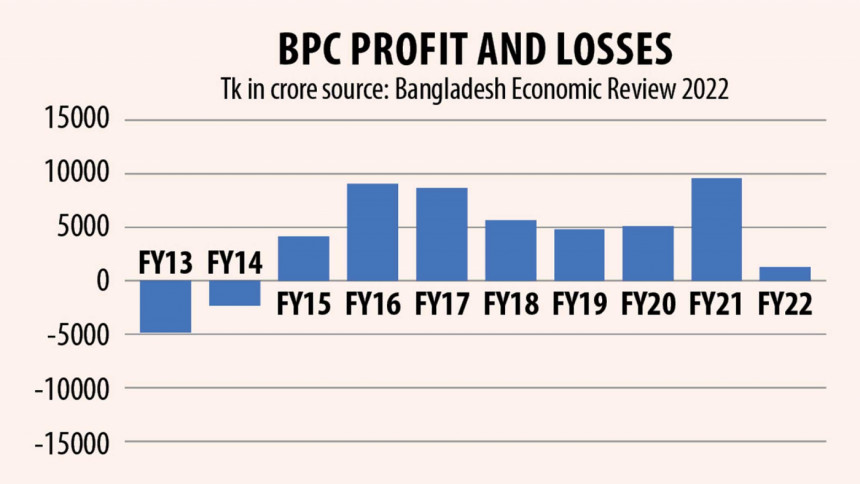 BPC PROFIT AND LOSSES
Tk in crore source: Bangladesh Economic Review 2022
15000
10000
5000
FY13 FY14
0
FY15 FY16 FY17 FY18 FY19 FY20 FY21 FY22
-5000
-10000
-15000